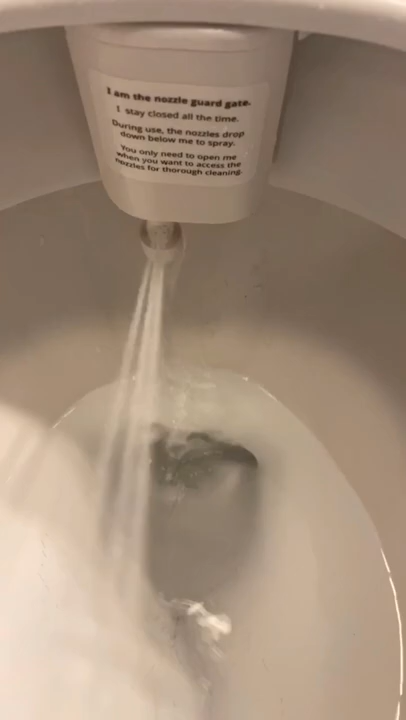 I am the nozzle guard gate.
I stay closed all the time.
During use, the nozzles drop
down below me to spray.
You only need to open me
when you want to access the
nozzles for thorough cleaning.